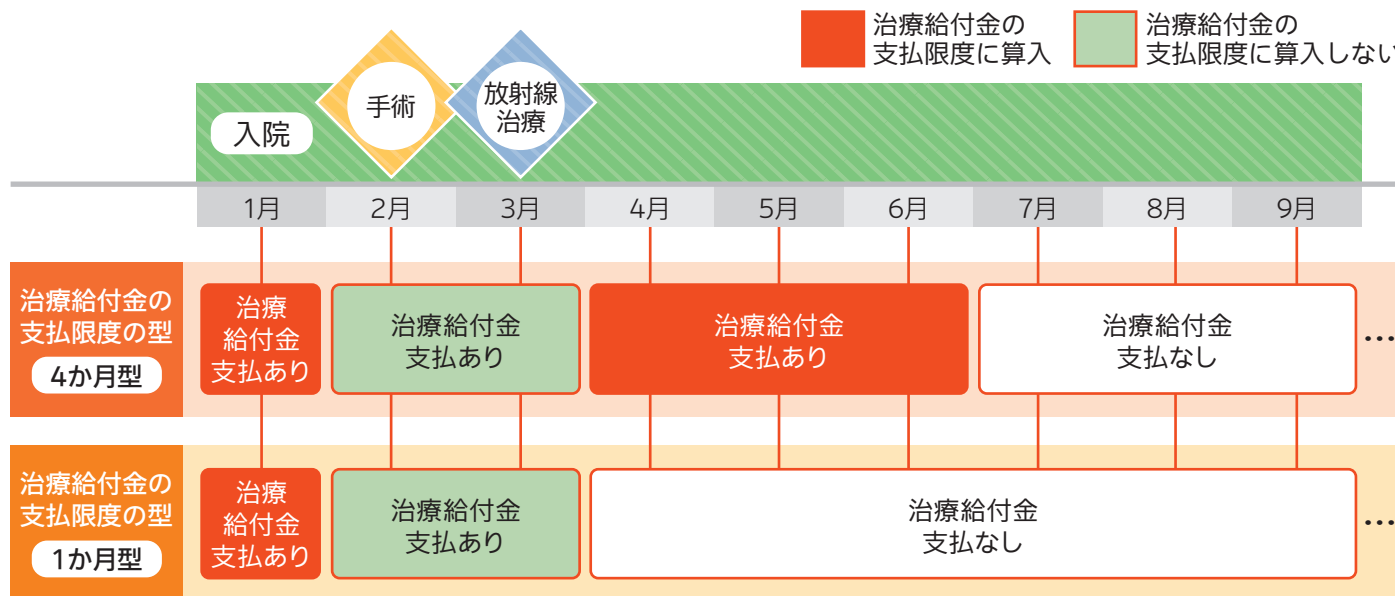 治療給付金の
支払限度に算入
治療給付金の
支払限度に算入しない
入院
手術
放射線
治療
1月
2月
3月
4月
5月
6月
7月
8月
9月
治療給付金の
支払限度の型
4か月型
治療
給付金
支払あり
治療給付金
支払あり
治療給付金
支払あり
治療給付金
支払なし
…
治療給付金の
支払限度の型
1か月型
治療
給付金
支払あり
治療給付金
支払あり
治療給付金
支払なし
…